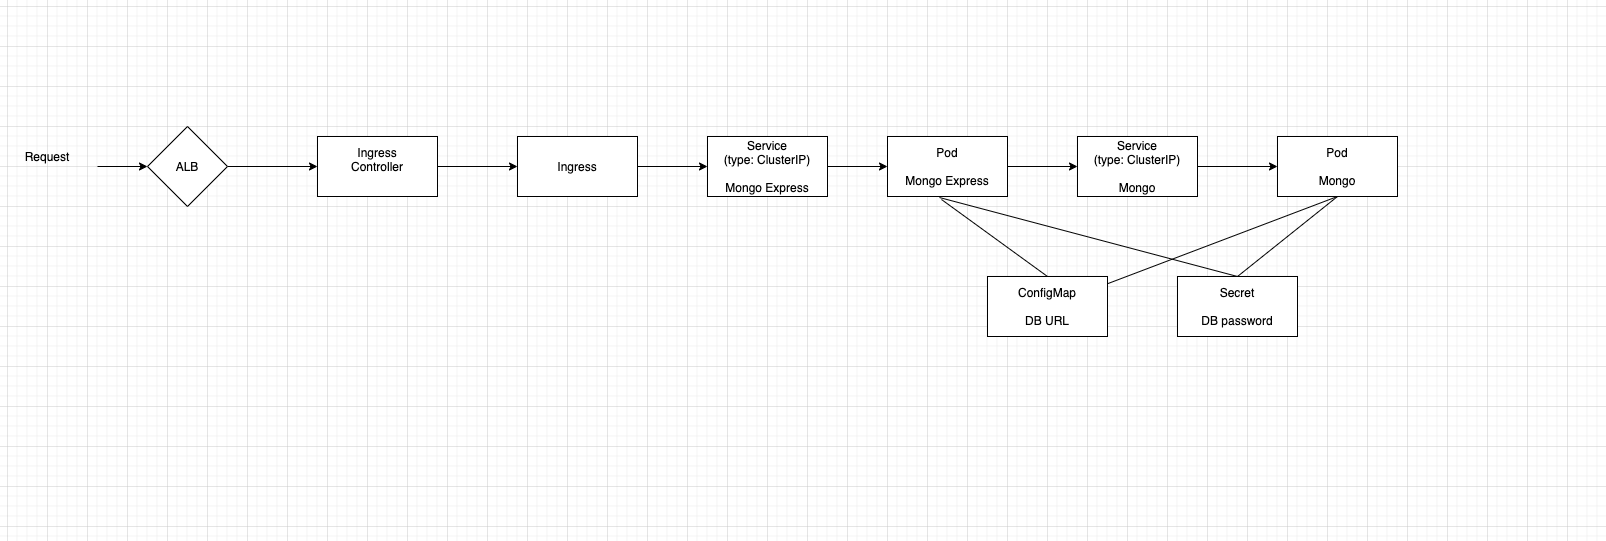 Request
ALB
Ingress
Controller
Ingress
Service
(type: ClusterIP)
Mongo Express
Pod
Mongo Express
Service
(type: ClusterIP)
Mongo
Pod
Mongo
ConfigMap
DB URL
Secret
DB password